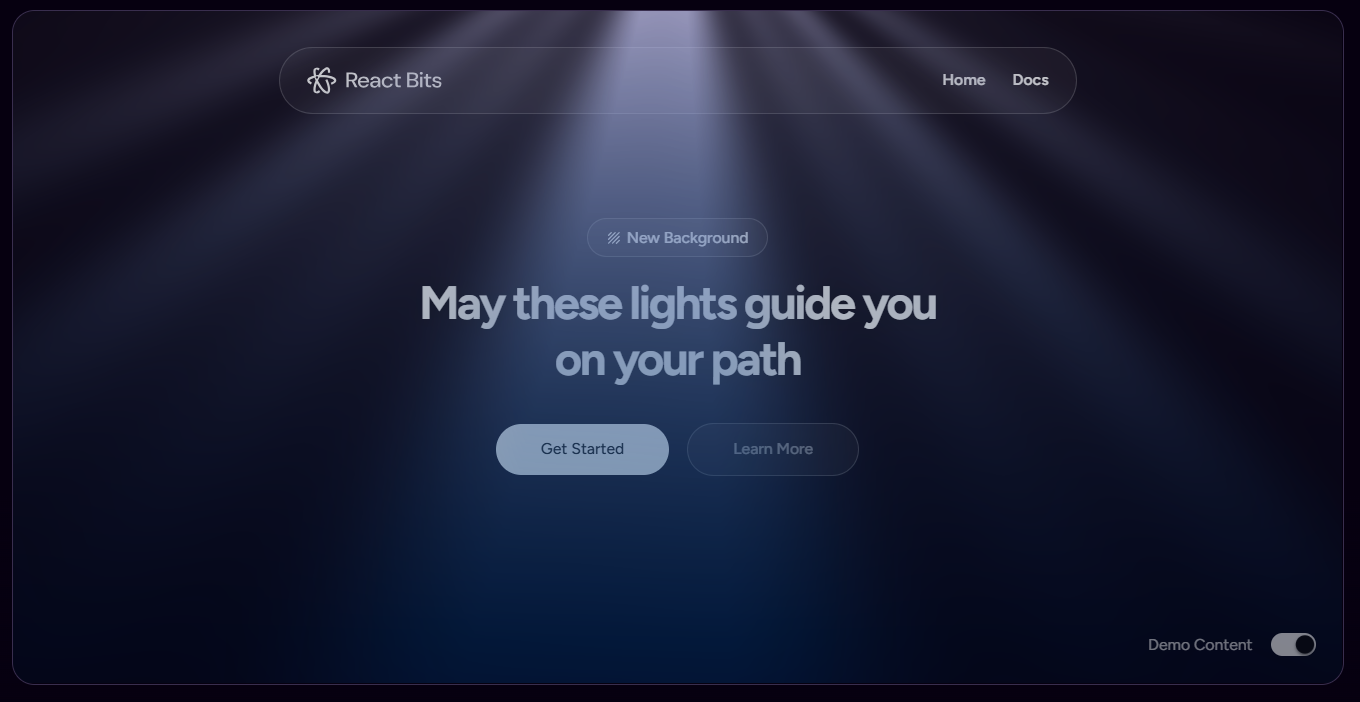 React Bits
Home
Docs
New Background
May these lights guide you
on your path
Get Started
Learn More
Demo Content